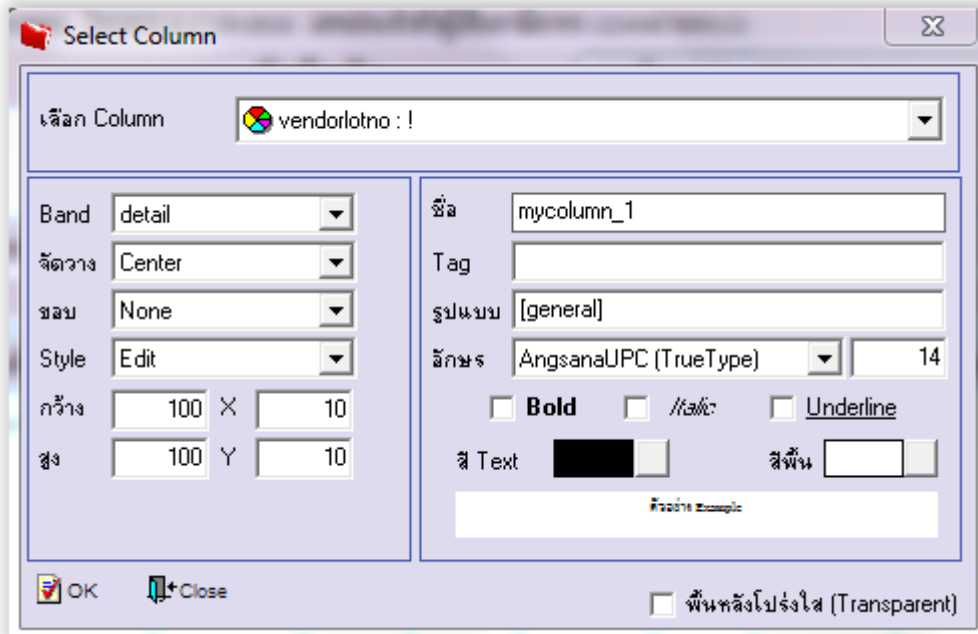 Select Column
เลือก Column vendorlotno : !
Band detail
จัดวาง Center
ขอบ None
Style Edit
กว้าง 100 X 10
สูง 100 Y 10
ชื่อ mycolumn_1
Tag
รูปแบบ [general]
อักษร AngsanaUPC (TrueType) 14
Bold Italic Underline
สี Text สีพื้น
ตัวอย่าง Example
OK Close
พื้นหลังโปร่งใส (Transparent)